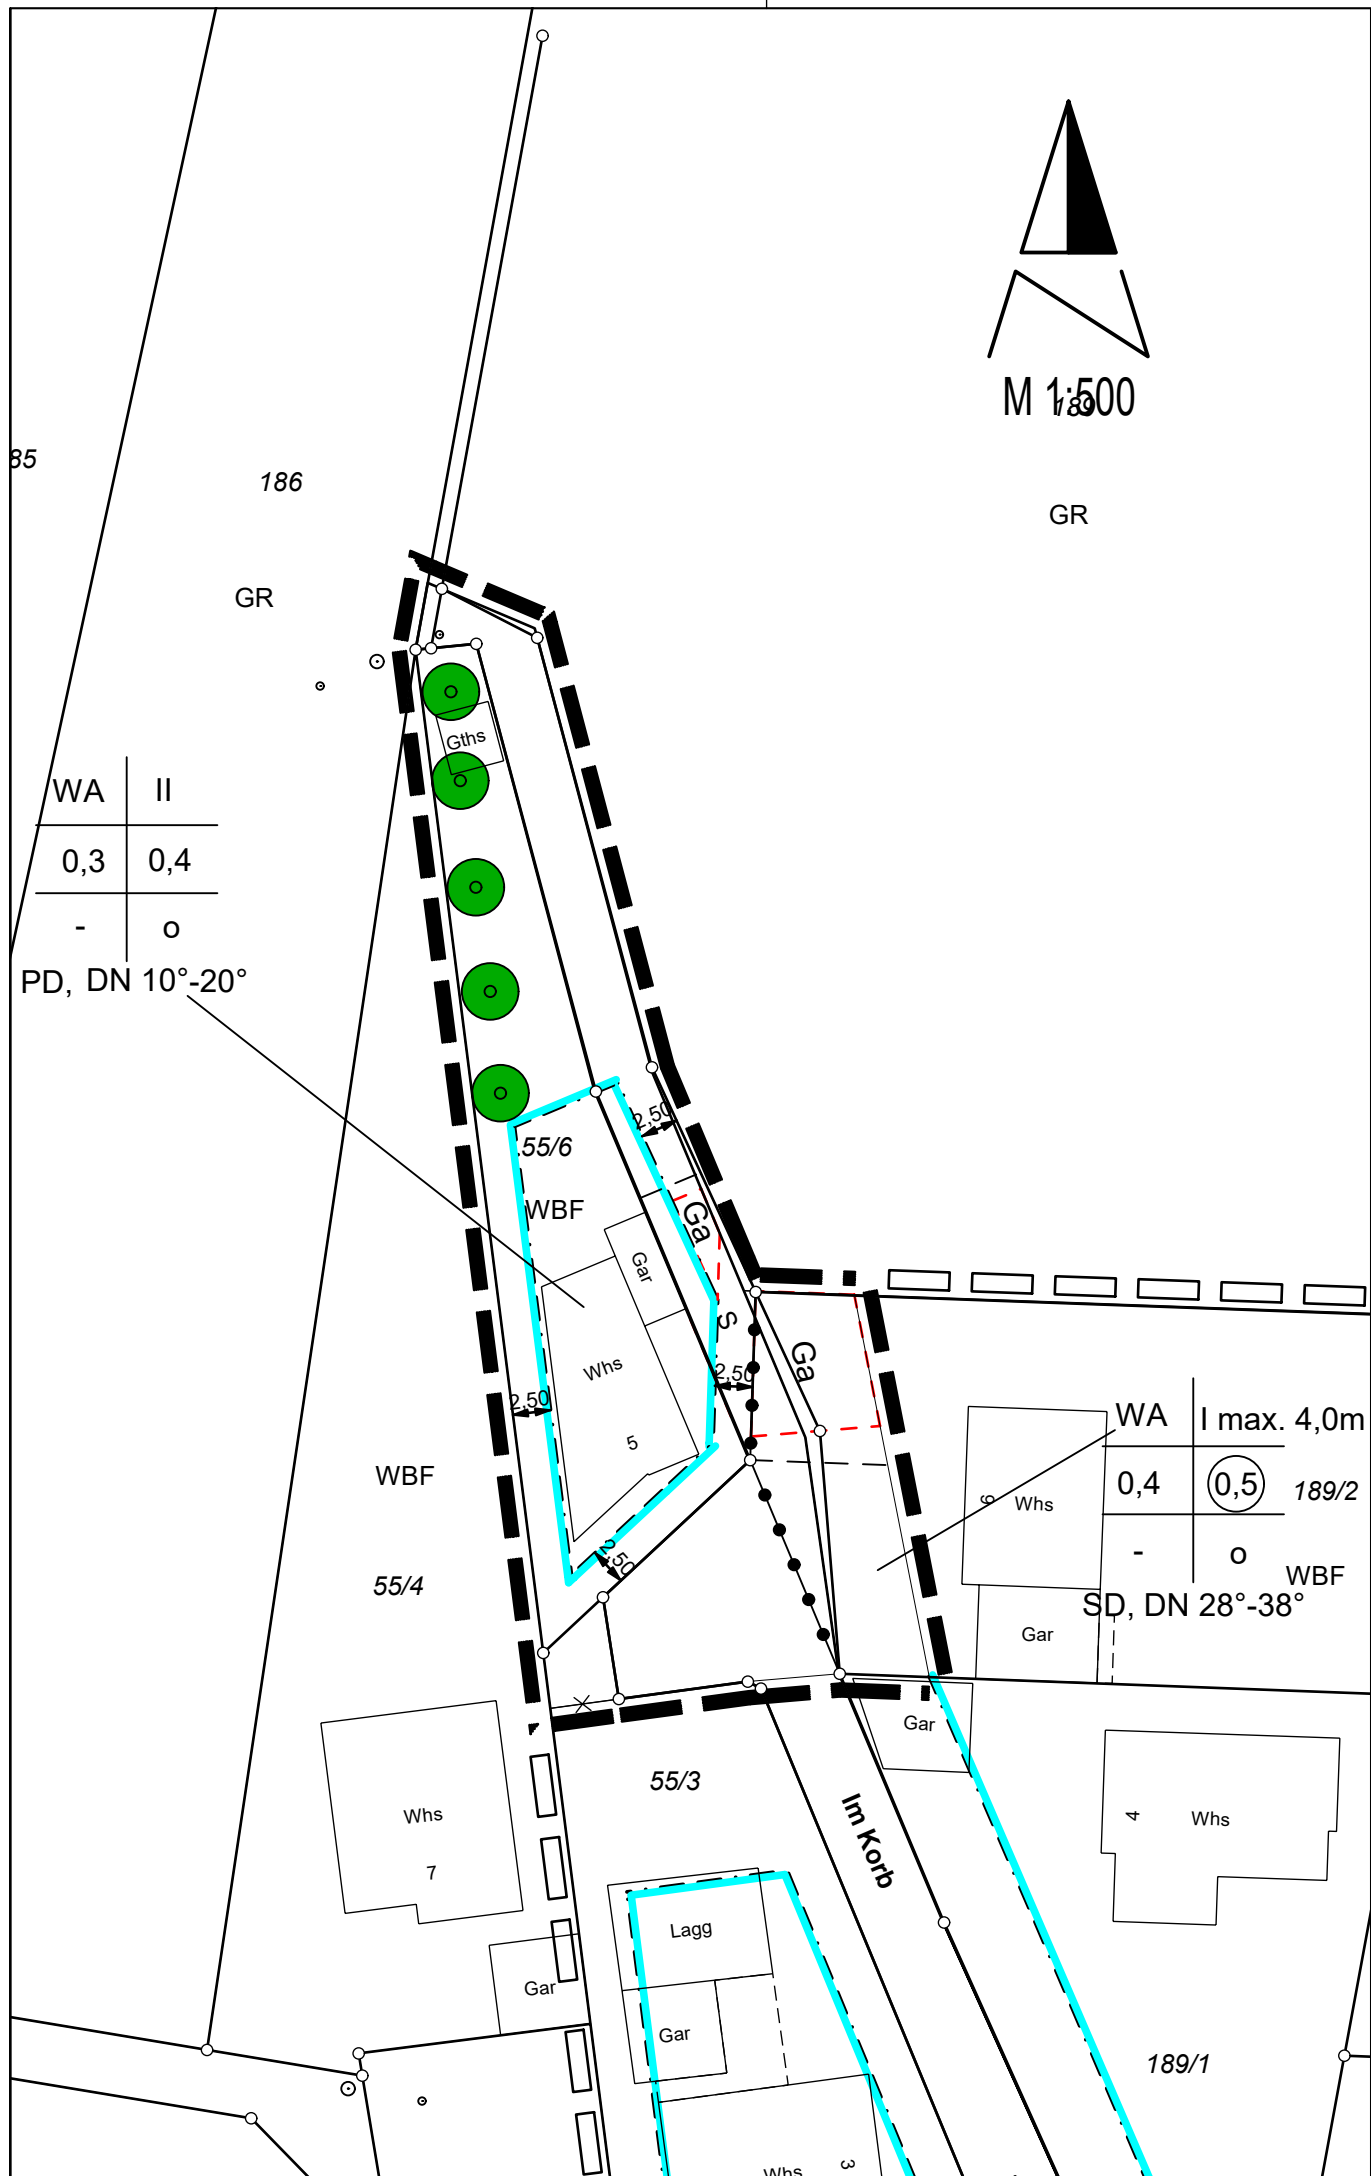 M 1:500
189
85
186
GR
GR
Gths
WA II
0,3 0,4
- o
PD, DN 10°-20°
2,50
55/6
WBF
Ga
Gar
S
Ga
Whs
2,50
2,50
5
WA I max. 4,0m
0,4 0,5
189/2
- o
WBF
SD, DN 28°-38°
6
Whs
Gar
WBF
2,50
55/4
Gar
55/3
Im Korb
Whs
7
4
Whs
Lagg
Gar
Gar
189/1
Whs
3